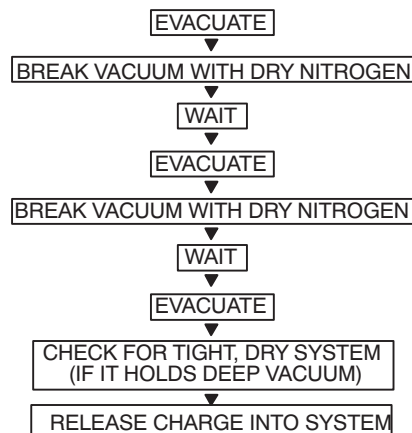 EVACUATE
BREAK VACUUM WITH DRY NITROGEN
WAIT
EVACUATE
BREAK VACUUM WITH DRY NITROGEN
WAIT
EVACUATE
CHECK FOR TIGHT, DRY SYSTEM
(IF IT HOLDS DEEP VACUUM)
RELEASE CHARGE INTO SYSTEM